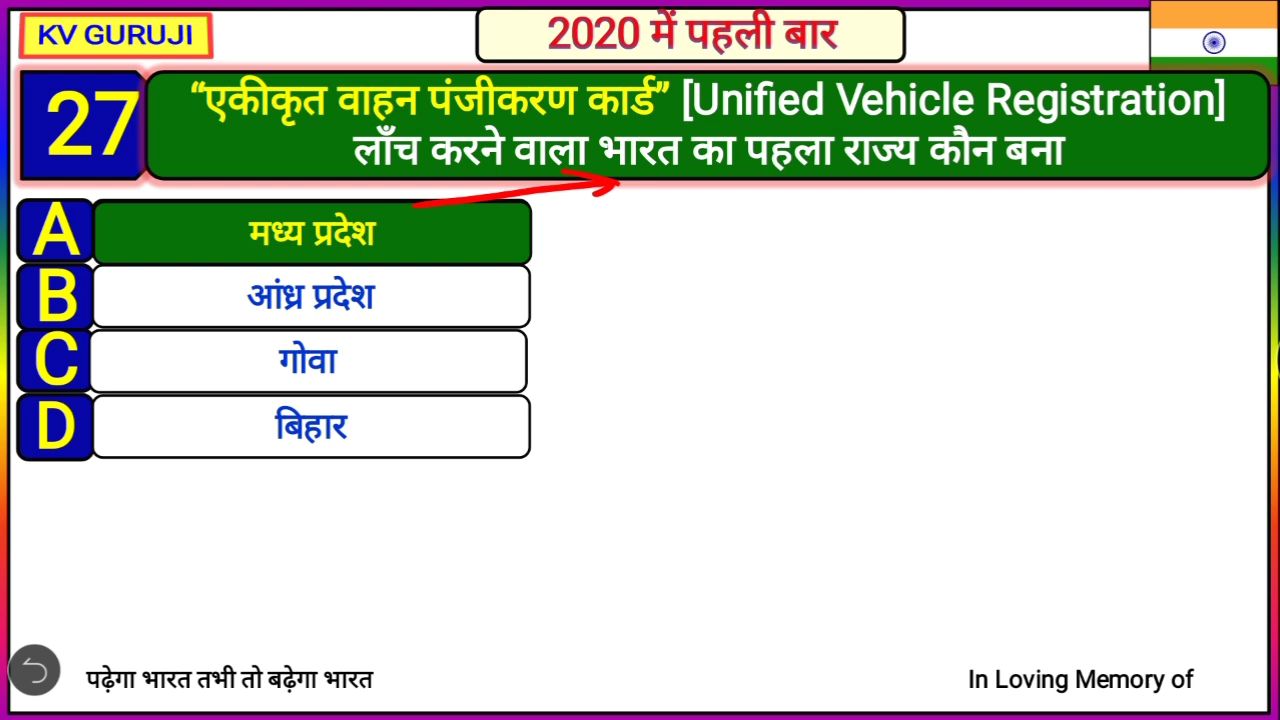 KV GURUJI
2020 में पहली बार
27
“एकीकृत वाहन पंजीकरण कार्ड” [Unified Vehicle Registration]
लाँच करने वाला भारत का पहला राज्य कौन बना
A
मध्य प्रदेश
B
आंध्र प्रदेश
C
गोवा
D
बिहार
पढ़ेगा भारत तभी तो बढ़ेगा भारत
In Loving Memory of